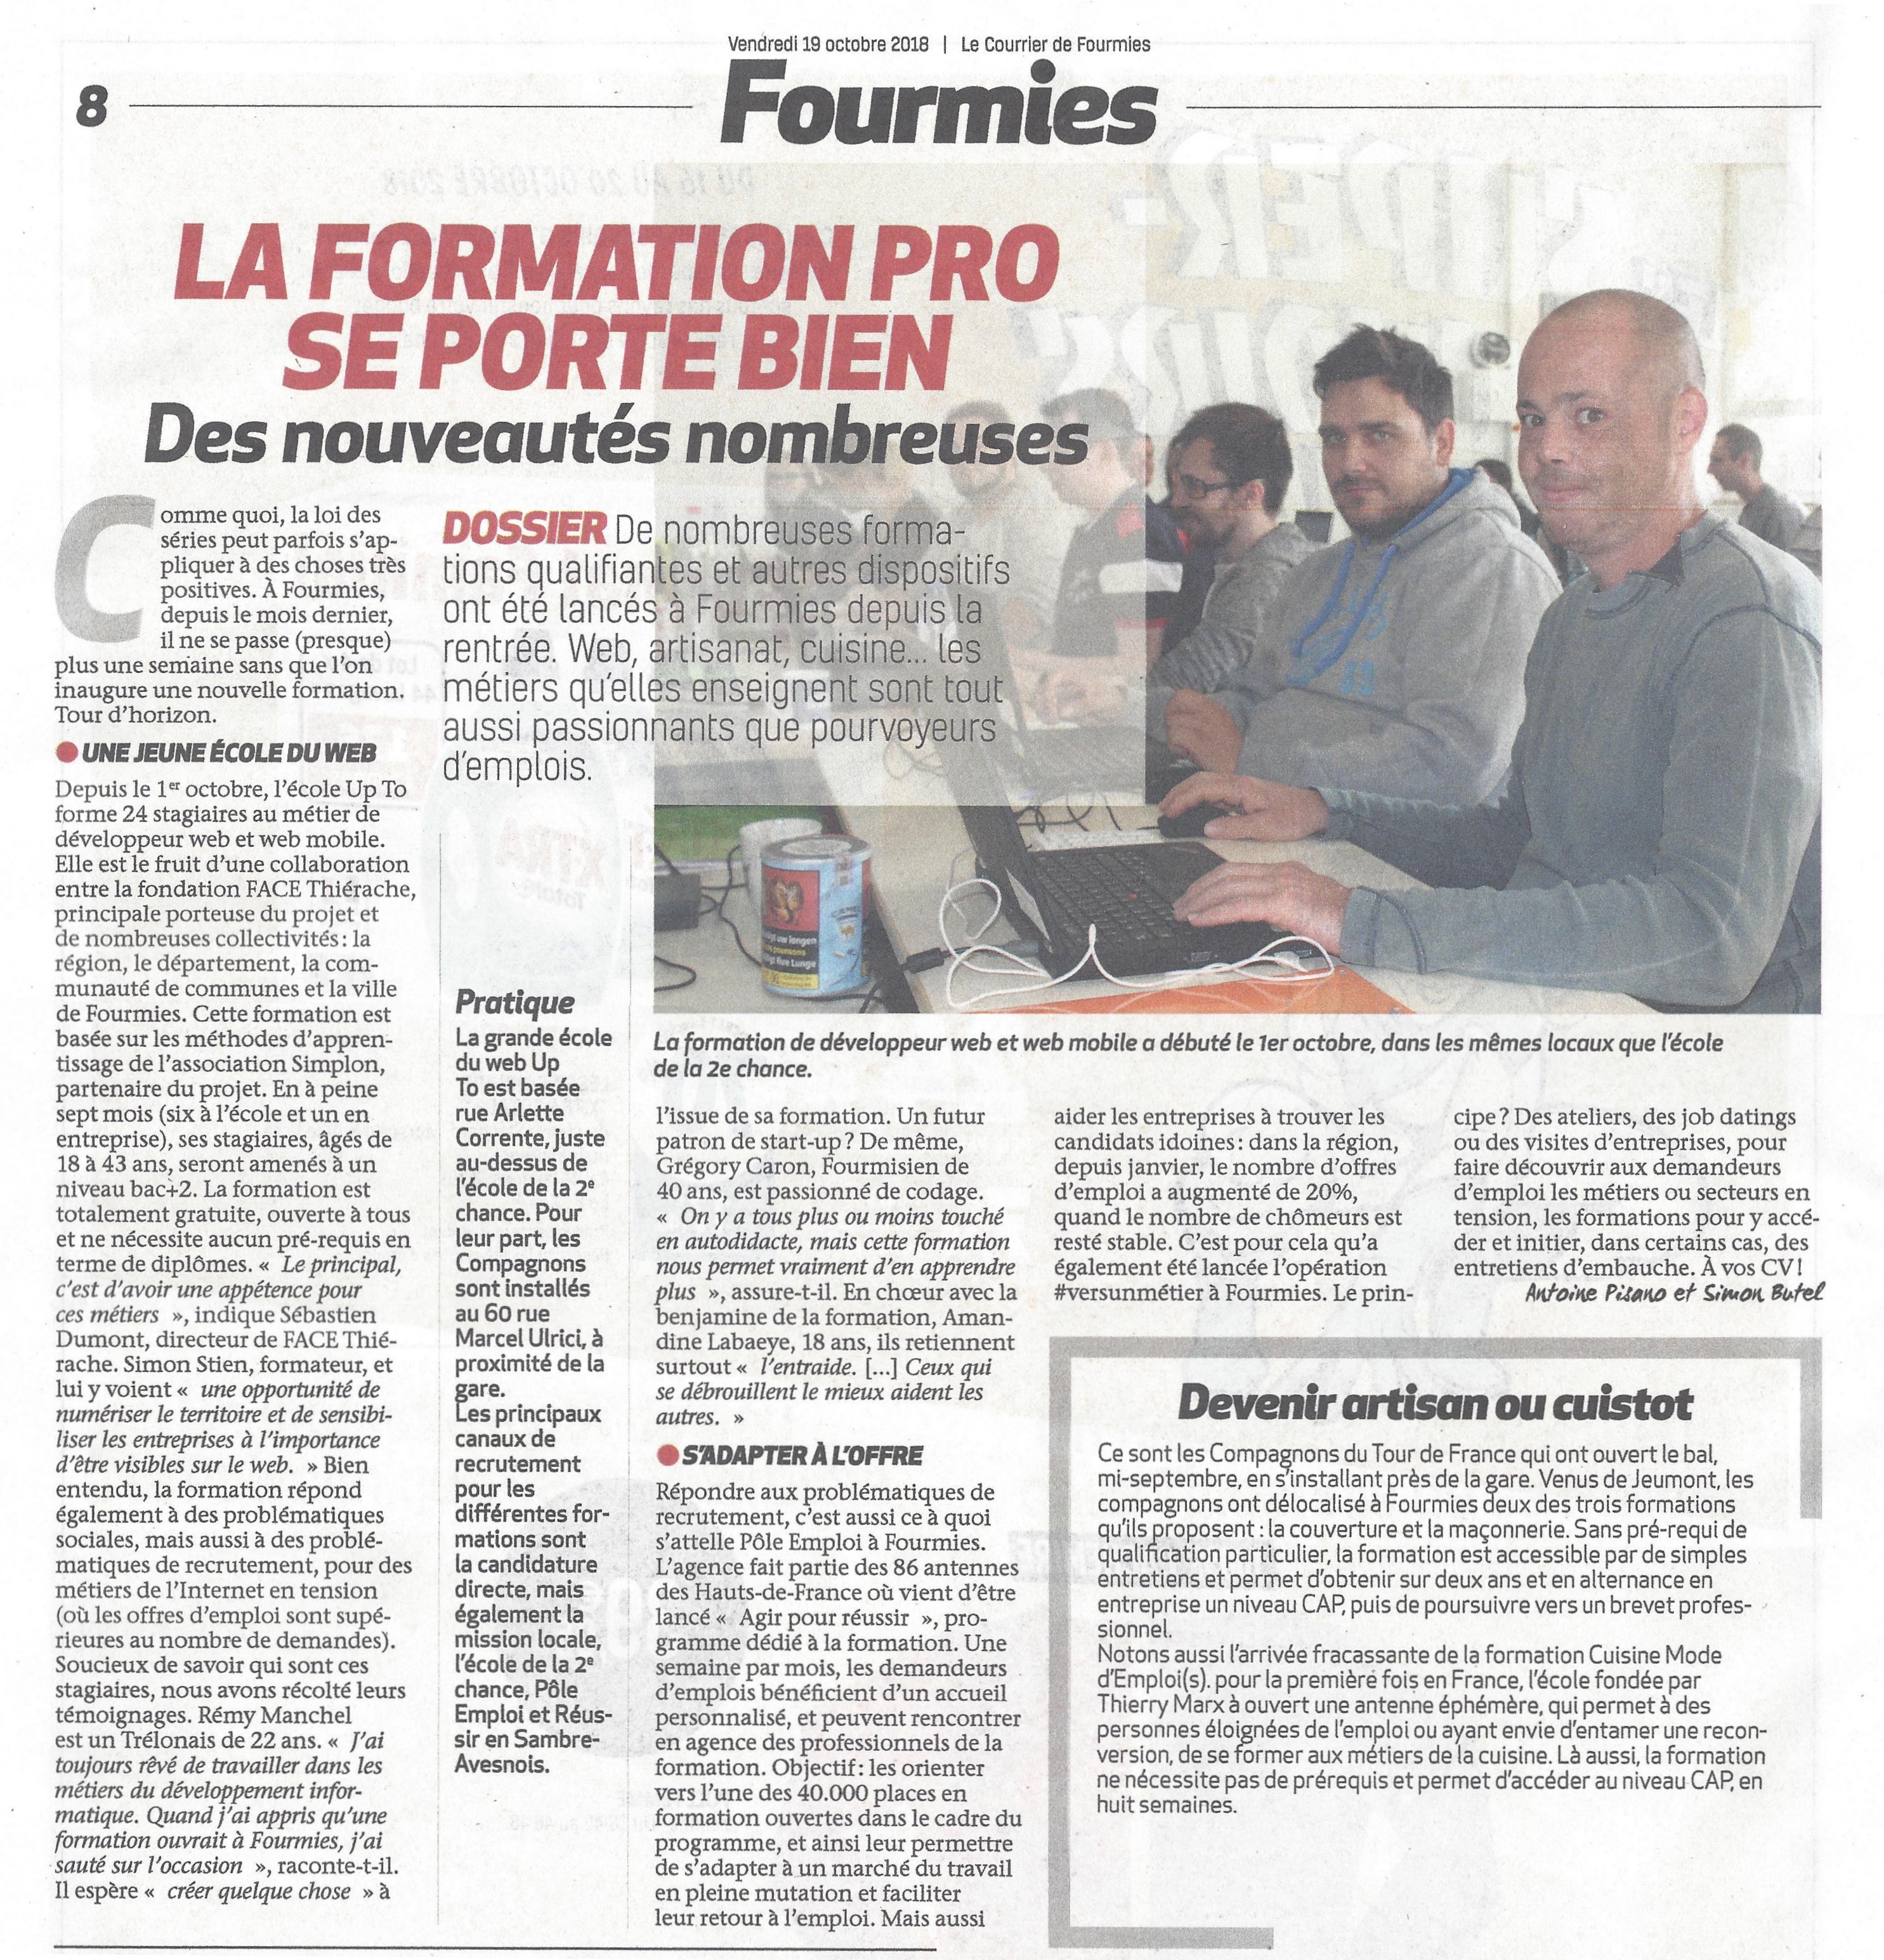 Vendredi 19 octobre 2018 | Le Courrier de Fourmies
8
Fourmies
LA FORMATION PRO
SE PORTE BIEN
Des nouveautés nombreuses
Comme quoi, la loi des
séries peut parfois s'ap-
pliquer à des choses très
positives. À Fourmies,
depuis le mois dernier,
il ne se passe (presque)
plus une semaine sans que l'on
inaugure une nouvelle formation.
Tour d'horizon.
● UNE JEUNE ÉCOLE DU WEB
Depuis le 1er octobre, l'école Up To
forme 24 stagiaires au métier de
développeur web et web mobile.
Elle est le fruit d'une collaboration
entre la fondation FACE Thiérache,
principale porteuse du projet et
de nombreuses collectivités : la
région, le département, la com-
munauté de communes et la ville
de Fourmies. Cette formation est
basée sur les méthodes d'appren-
tissage de l'association Simplon,
partenaire du projet. En à peine
sept mois (six à l'école et un en
entreprise), ses stagiaires, âgés de
18 à 43 ans, seront amenés à un
niveau bac+2. La formation est
totalement gratuite, ouverte à tous
et ne nécessite aucun pré-requis en
terme de diplômes. « Le principal,
c'est d'avoir une appétence pour
ces métiers », indique Sébastien
Dumont, directeur de FACE Thié-
rache. Simon Stien, formateur, et
lui y voient « une opportunité de
numériser le territoire et de sensibi-
liser les entreprises à l'importance
d'être visibles sur le web. » Bien
entendu, la formation répond
également à des problématiques
sociales, mais aussi à des problé-
matiques de recrutement, pour des
métiers de l'Internet en tension
(où les offres d'emploi sont supé-
rieures au nombre de demandes).
Soucieux de savoir qui sont ces
stagiaires, nous avons récolté leurs
témoignages. Rémy Manchel
est un Trélonais de 22 ans. « J'ai
toujours rêvé de travailler dans les
métiers du développement infor-
matique. Quand j'ai appris qu'une
formation ouvrait à Fourmies, j'ai
sauté sur l'occasion », raconte-t-il.
Il espère « créer quelque chose » à
DOSSIER De nombreuses forma-
tions qualifiantes et autres dispositifs
ont été lancés à Fourmies depuis la
rentrée. Web, artisanat, cuisine... les
métiers qu'elles enseignent sont tout
aussi passionnants que pourvoyeurs
d'emplois.
Pratique
La grande école
du web Up
To est basée
rue Arlette
Corrente, juste
au-dessus de
l'école de la 2e
chance. Pour
leur part, les
Compagnons
sont installés
au 60 rue
Marcel Ulrici, à
proximité de la
gare.
Les principaux
canaux de
recrutement
pour les
différentes for-
mations sont
la candidature
directe, mais
également la
mission locale,
l'école de la 2e
chance, Pôle
Emploi et Réus-
sir en Sambre-
Avesnois.
La formation de développeur web et web mobile a débuté le 1er octobre, dans les mêmes locaux que l'école
de la 2e chance.
l'issue de sa formation. Un futur
patron de start-up ? De même,
Grégory Caron, Fourmisien de
40 ans, est passionné de codage.
« On y a tous plus ou moins touché
en autodidacte, mais cette formation
nous permet vraiment d'en apprendre
plus », assure-t-il. En chœur avec la
benjamine de la formation, Aman-
dine Labaeye, 18 ans, ils retiennent
surtout « l'entraide. [...] Ceux qui
se débrouillent le mieux aident les
autres. »
● S'ADAPTER À L'OFFRE
Répondre aux problématiques de
recrutement, c'est aussi ce à quoi
s'attelle Pôle Emploi à Fourmies.
L'agence fait partie des 86 antennes
des Hauts-de-France où vient d'être
lancé « Agir pour réussir », pro-
gramme dédié à la formation. Une
semaine par mois, les demandeurs
d'emplois bénéficient d'un accueil
personnalisé, et peuvent rencontrer
en agence des professionnels de la
formation. Objectif : les orienter
vers l'une des 40.000 places en
formation ouvertes dans le cadre du
programme, et ainsi leur permettre
de s'adapter à un marché du travail
en pleine mutation et faciliter
leur retour à l'emploi. Mais aussi
aider les entreprises à trouver les
candidats idoines : dans la région,
depuis janvier, le nombre d'offres
d'emploi a augmenté de 20%,
quand le nombre de chômeurs est
resté stable. C'est pour cela qu'a
également été lancée l'opération
#versunmétier à Fourmies. Le prin-
cipe ? Des ateliers, des job datings
ou des visites d'entreprises, pour
faire découvrir aux demandeurs
d'emploi les métiers ou secteurs en
tension, les formations pour y accé-
der et initier, dans certains cas, des
entretiens d'embauche. À vos CV !
Antoine Pisano et Simon Butel
Devenir artisan ou cuistot
Ce sont les Compagnons du Tour de France qui ont ouvert le bal,
mi-septembre, en s'installant près de la gare. Venus de Jeumont, les
compagnons ont délocalisé à Fourmies deux des trois formations
qu'ils proposent : la couverture et la maçonnerie. Sans pré-requi de
qualification particulier, la formation est accessible par de simples
entretiens et permet d'obtenir sur deux ans et en alternance en
entreprise un niveau CAP, puis de poursuivre vers un brevet profes-
sionnel.
Notons aussi l'arrivée fracassante de la formation Cuisine Mode
d'Emploi(s). pour la première fois en France, l'école fondée par
Thierry Marx à ouvert une antenne éphémère, qui permet à des
personnes éloignées de l'emploi ou ayant envie d'entamer une recon-
version, de se former aux métiers de la cuisine. Là aussi, la formation
ne nécessite pas de prérequis et permet d'accéder au niveau CAP, en
huit semaines.